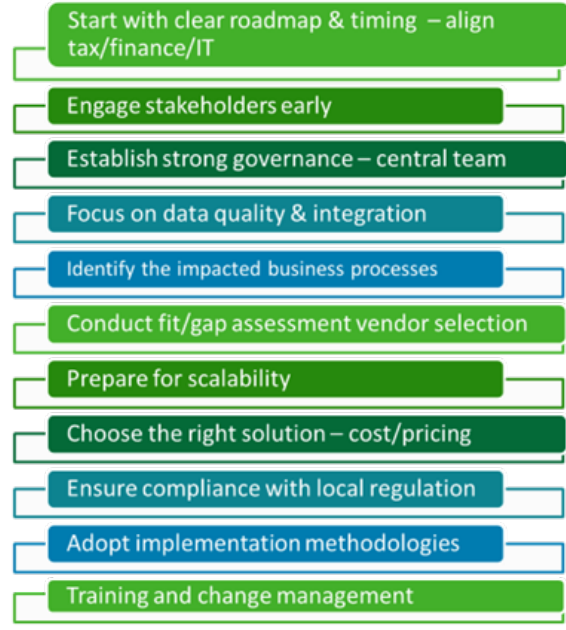 Start with clear roadmap & timing – align
tax/finance/IT
Engage stakeholders early
Establish strong governance – central team
Focus on data quality & integration
Identify the impacted business processes
Conduct fit/gap assessment vendor selection
Prepare for scalability
Choose the right solution – cost/pricing
Ensure compliance with local regulation
Adopt implementation methodologies
Training and change management